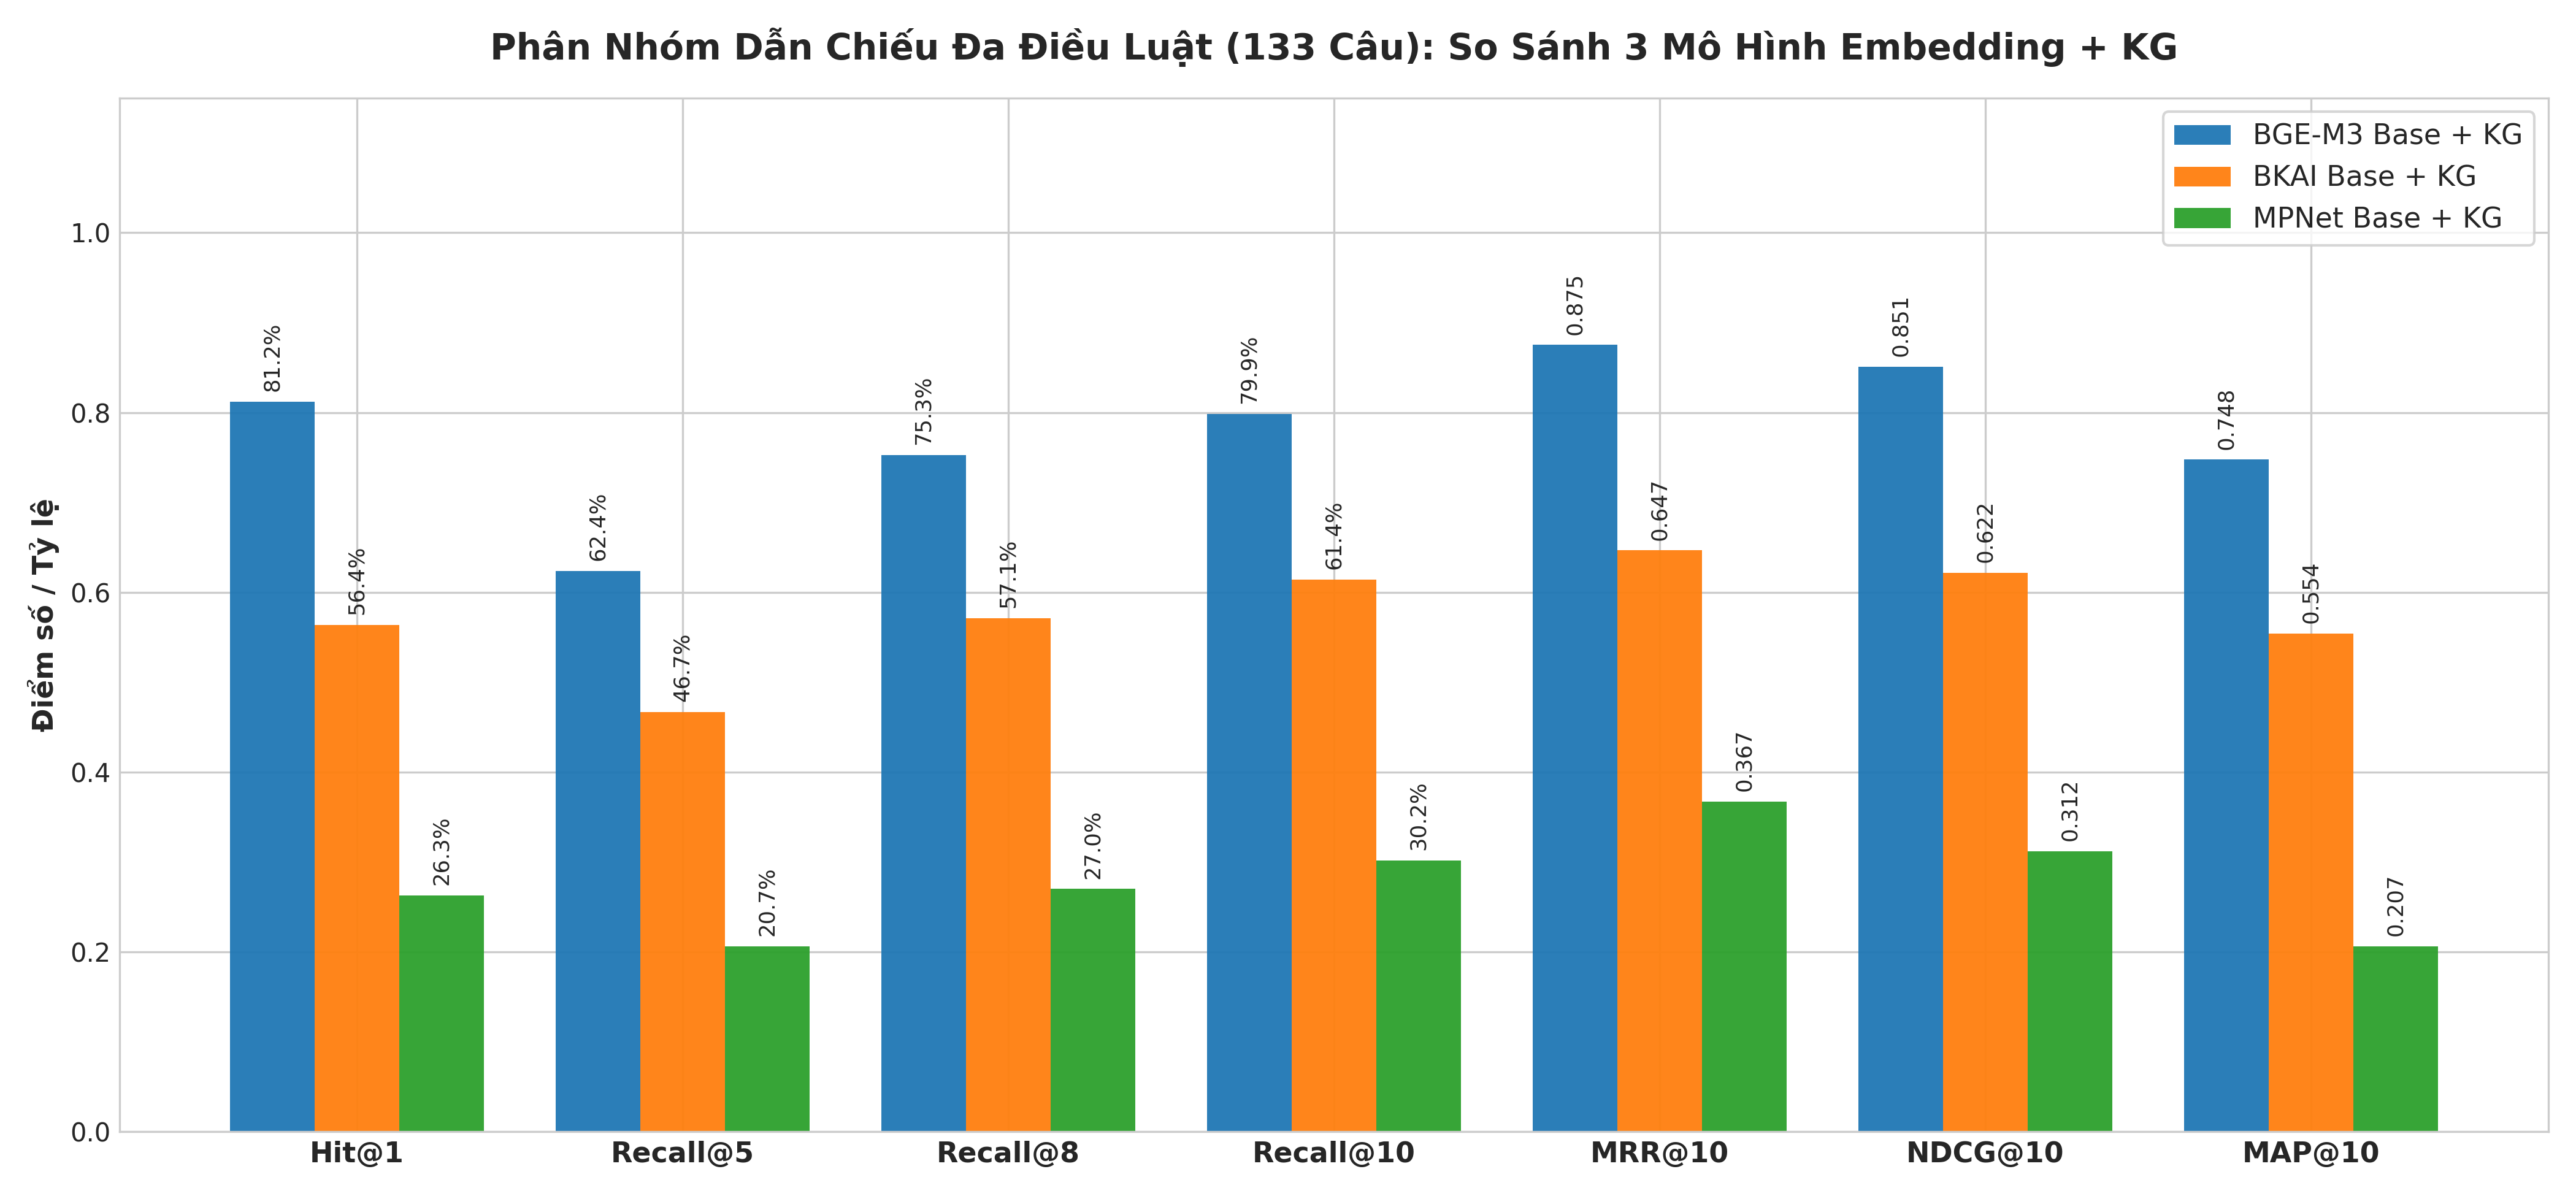 Phân Nhóm Dẫn Chiếu Đa Điều Luật (133 Câu): So Sánh 3 Mô Hình Embedding + KG
BGE-M3 Base + KG
BKAI Base + KG
MPNet Base + KG
Điểm số / Tỷ lệ
1.0
0.8
0.6
0.4
0.2
0.0
81.2%
56.4%
26.3%
62.4%
46.7%
20.7%
75.3%
57.1%
27.0%
79.9%
61.4%
30.2%
0.875
0.647
0.367
0.851
0.622
0.312
0.748
0.554
0.207
Hit@1
Recall@5
Recall@8
Recall@10
MRR@10
NDCG@10
MAP@10